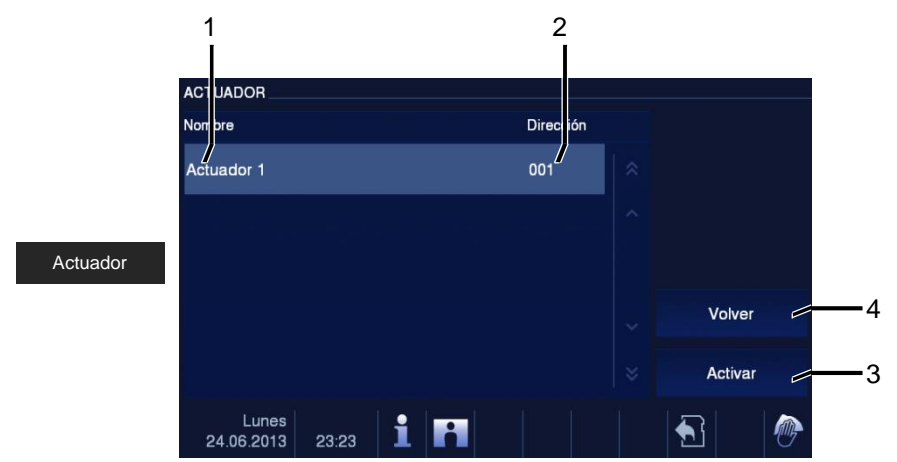 1 2
ACTUADOR
Nombre Dirección
Actuador 1 001
Actuador
Volver 4
Activar 3
Lunes
24.06.2013 23:23